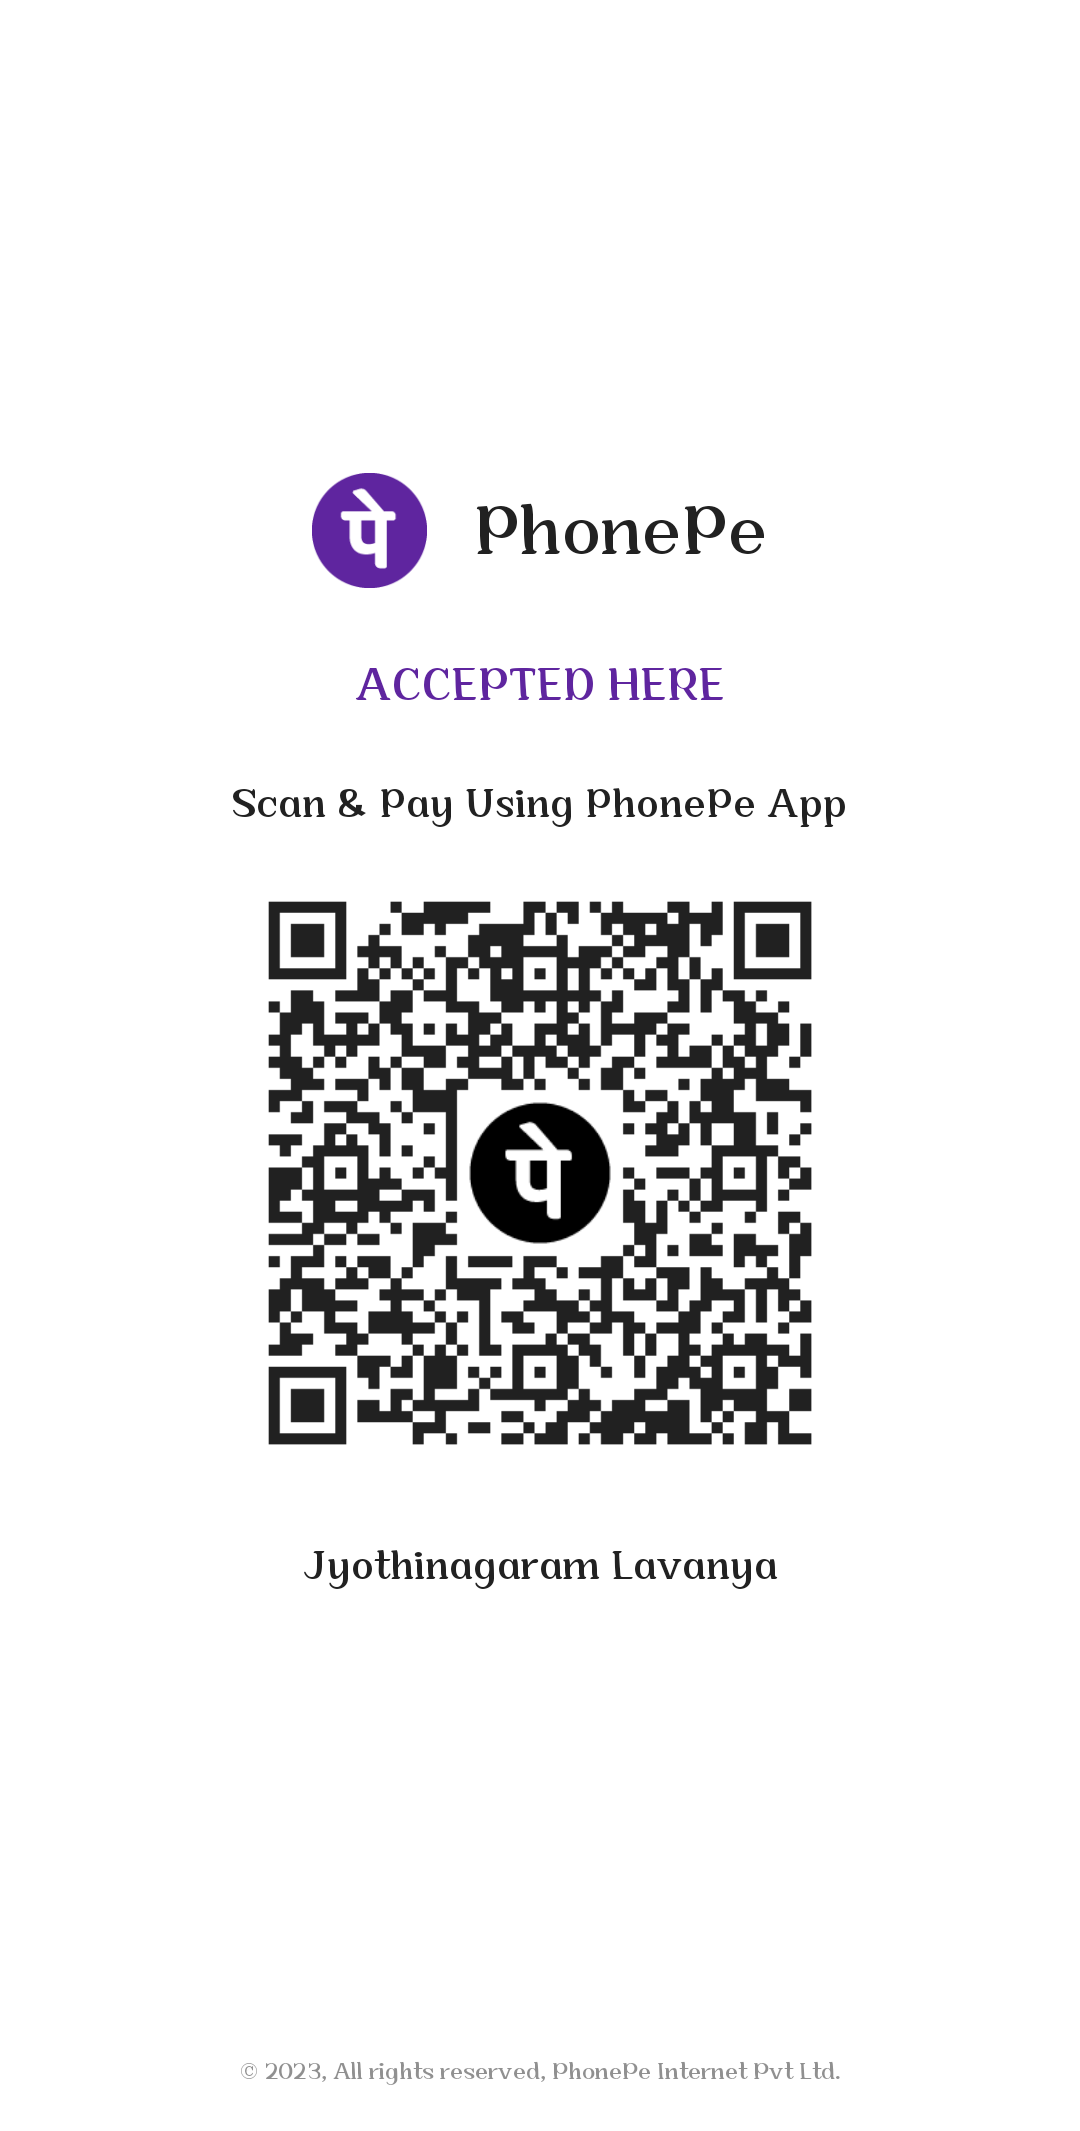 पे PhonePe
ACCEPTED HERE
Scan & Pay Using PhonePe App
पे
Jyothinagaram Lavanya
© 2023, All rights reserved, PhonePe Internet Pvt Ltd.